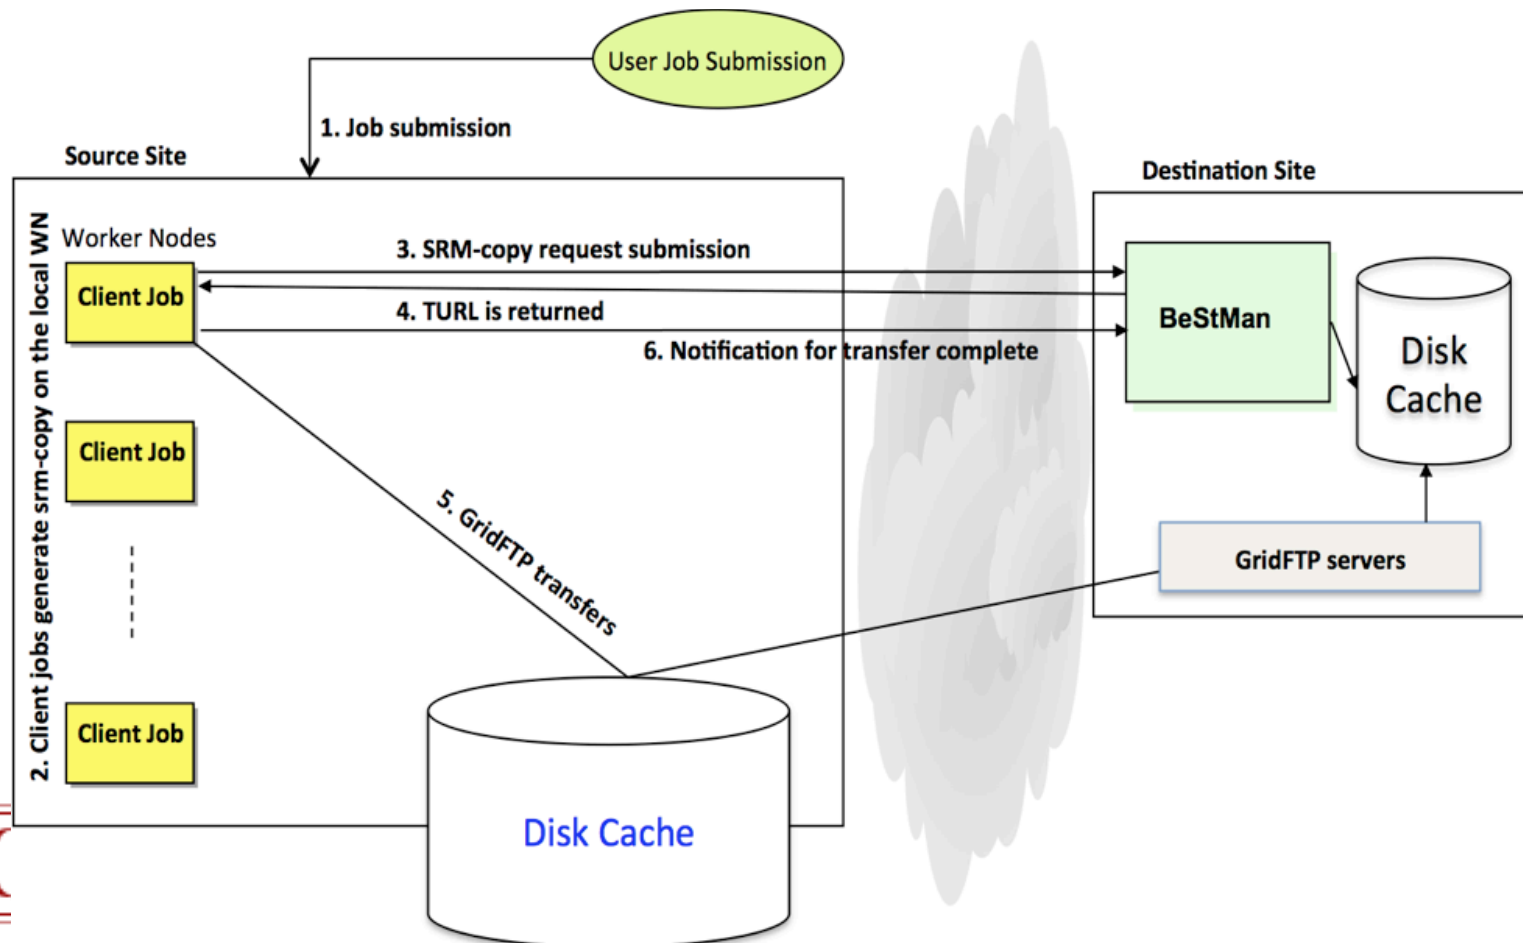 User Job Submission
1. Job submission
Source Site
Destination Site
2. Client jobs generate srm-copy on the local WN
Worker Nodes
Client Job
3. SRM-copy request submission
4. TURL is returned
6. Notification for transfer complete
BeStMan
Disk
Cache
Client Job
5. GridFTP transfers
GridFTP servers
Client Job
Disk Cache